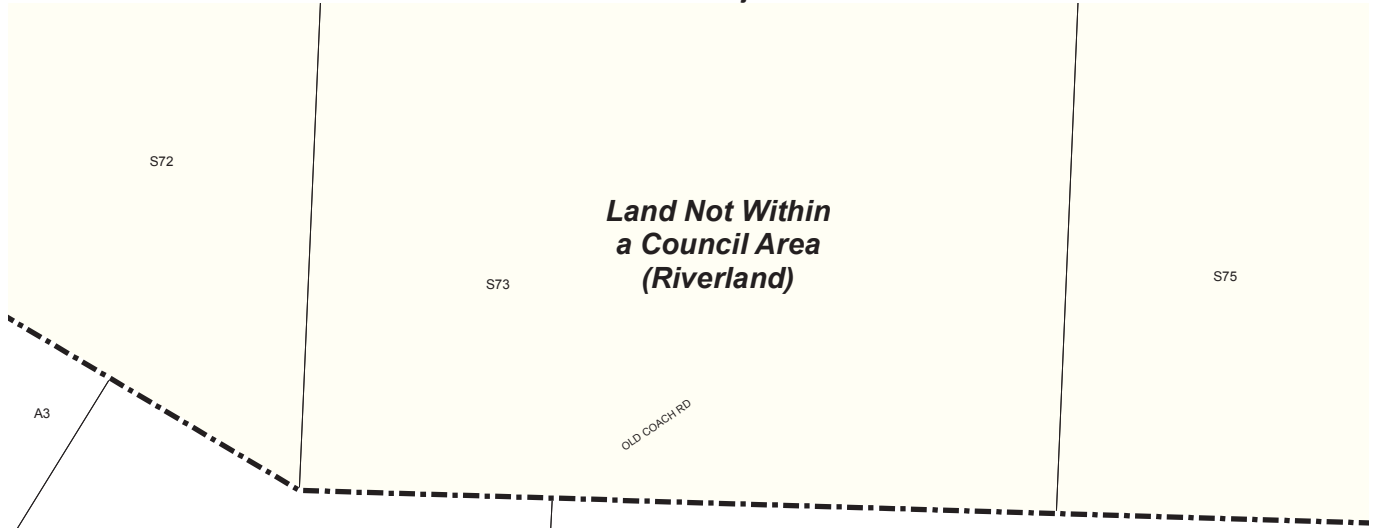 S72
Land Not Within
a Council Area
(Riverland)
S73
S75
A3
OLD COACH RD